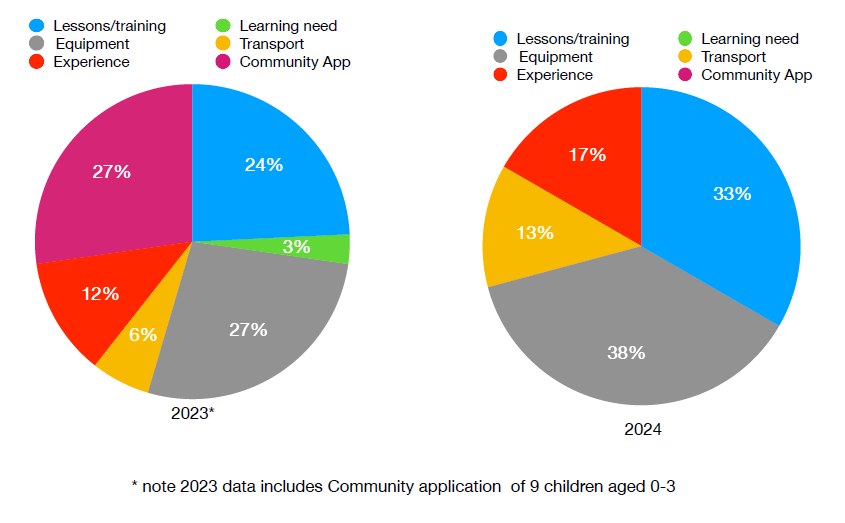 Lessons/training
Equipment
Experience
Learning need
Transport
Community App
27%
24%
3%
12%
6%
27%
2023*
Lessons/training
Equipment
Experience
Learning need
Transport
Community App
17%
33%
13%
38%
2024
* note 2023 data includes Community application of 9 children aged 0-3